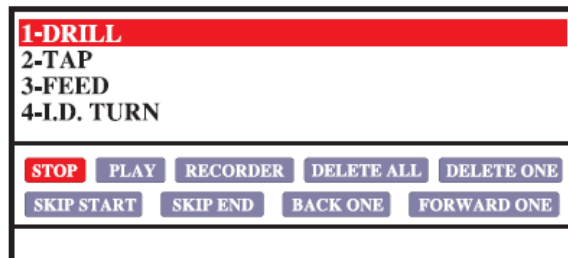 1-DRILL
2-TAP
3-FEED
4-I.D. TURN
STOP PLAY RECORDER DELETE ALL DELETE ONE
SKIP START SKIP END BACK ONE FORWARD ONE